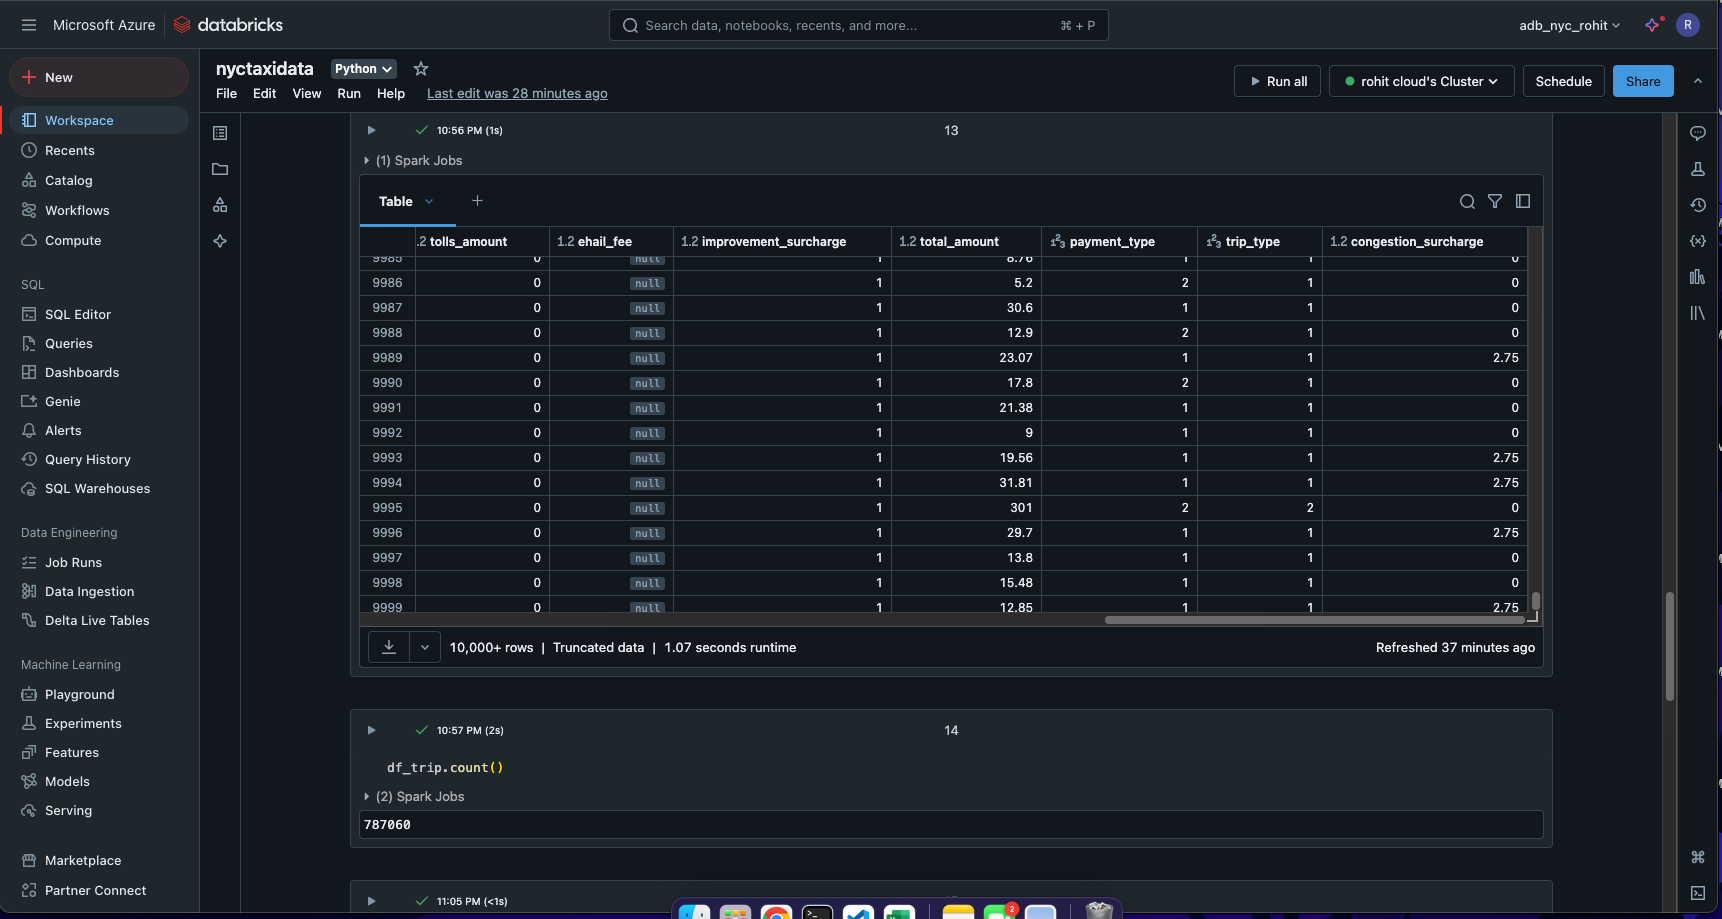 Microsoft Azure databricks Search data, notebooks, recents, and more... ⌘ + P adb_nyc_rohit R
New
Workspace
Recents
Catalog
Workflows
Compute
SQL
SQL Editor
Queries
Dashboards
Genie
Alerts
Query History
SQL Warehouses
Data Engineering
Job Runs
Data Ingestion
Delta Live Tables
Machine Learning
Playground
Experiments
Features
Models
Serving
Marketplace
Partner Connect
nyctaxidata Python
File Edit View Run Help Last edit was 28 minutes ago
Run all rohit cloud's Cluster Schedule Share
10:56 PM (1s) 13
(1) Spark Jobs
Table +
.2 tolls_amount 1.2 ehail_fee 1.2 improvement_surcharge 1.2 total_amount 123 payment_type 123 trip_type 1.2 congestion_surcharge
9985 0 null 1 8.76 1 1 0
9986 0 null 1 5.2 2 1 0
9987 0 null 1 30.6 1 1 0
9988 0 null 1 12.9 2 1 0
9989 0 null 1 23.07 1 1 2.75
9990 0 null 1 17.8 2 1 0
9991 0 null 1 21.38 1 1 0
9992 0 null 1 9 1 1 0
9993 0 null 1 19.56 1 1 2.75
9994 0 null 1 31.81 1 1 2.75
9995 0 null 1 301 2 2 0
9996 0 null 1 29.7 1 1 2.75
9997 0 null 1 13.8 1 1 0
9998 0 null 1 15.48 1 1 0
9999 0 null 1 12.85 1 1 2.75
10,000+ rows | Truncated data | 1.07 seconds runtime Refreshed 37 minutes ago
10:57 PM (2s) 14
df_trip.count()
(2) Spark Jobs
787060
11:05 PM (<1s)
2